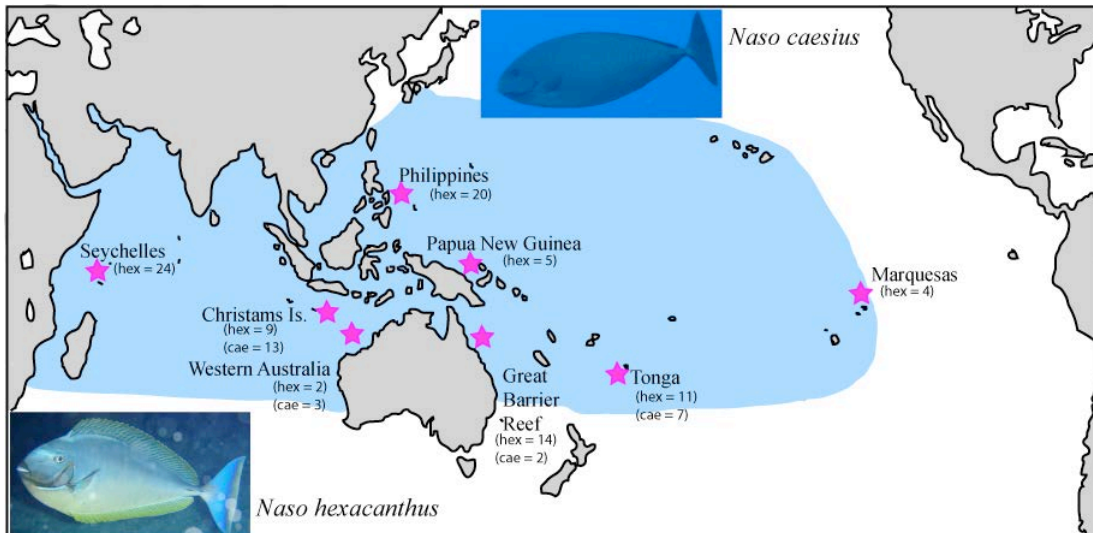 Naso caesius
Philippines
(hex = 20)
Papua New Guinea
(hex = 5)
Seychelles
(hex = 24)
Marquesas
(hex = 4)
Christams Is.
(hex = 9)
(cae = 13)
Western Australia
(hex = 2)
(cae = 3)
Great
Barrier
Reef
(hex = 14)
(cae = 2)
Tonga
(hex = 11)
(cae = 7)
Naso hexacanthus